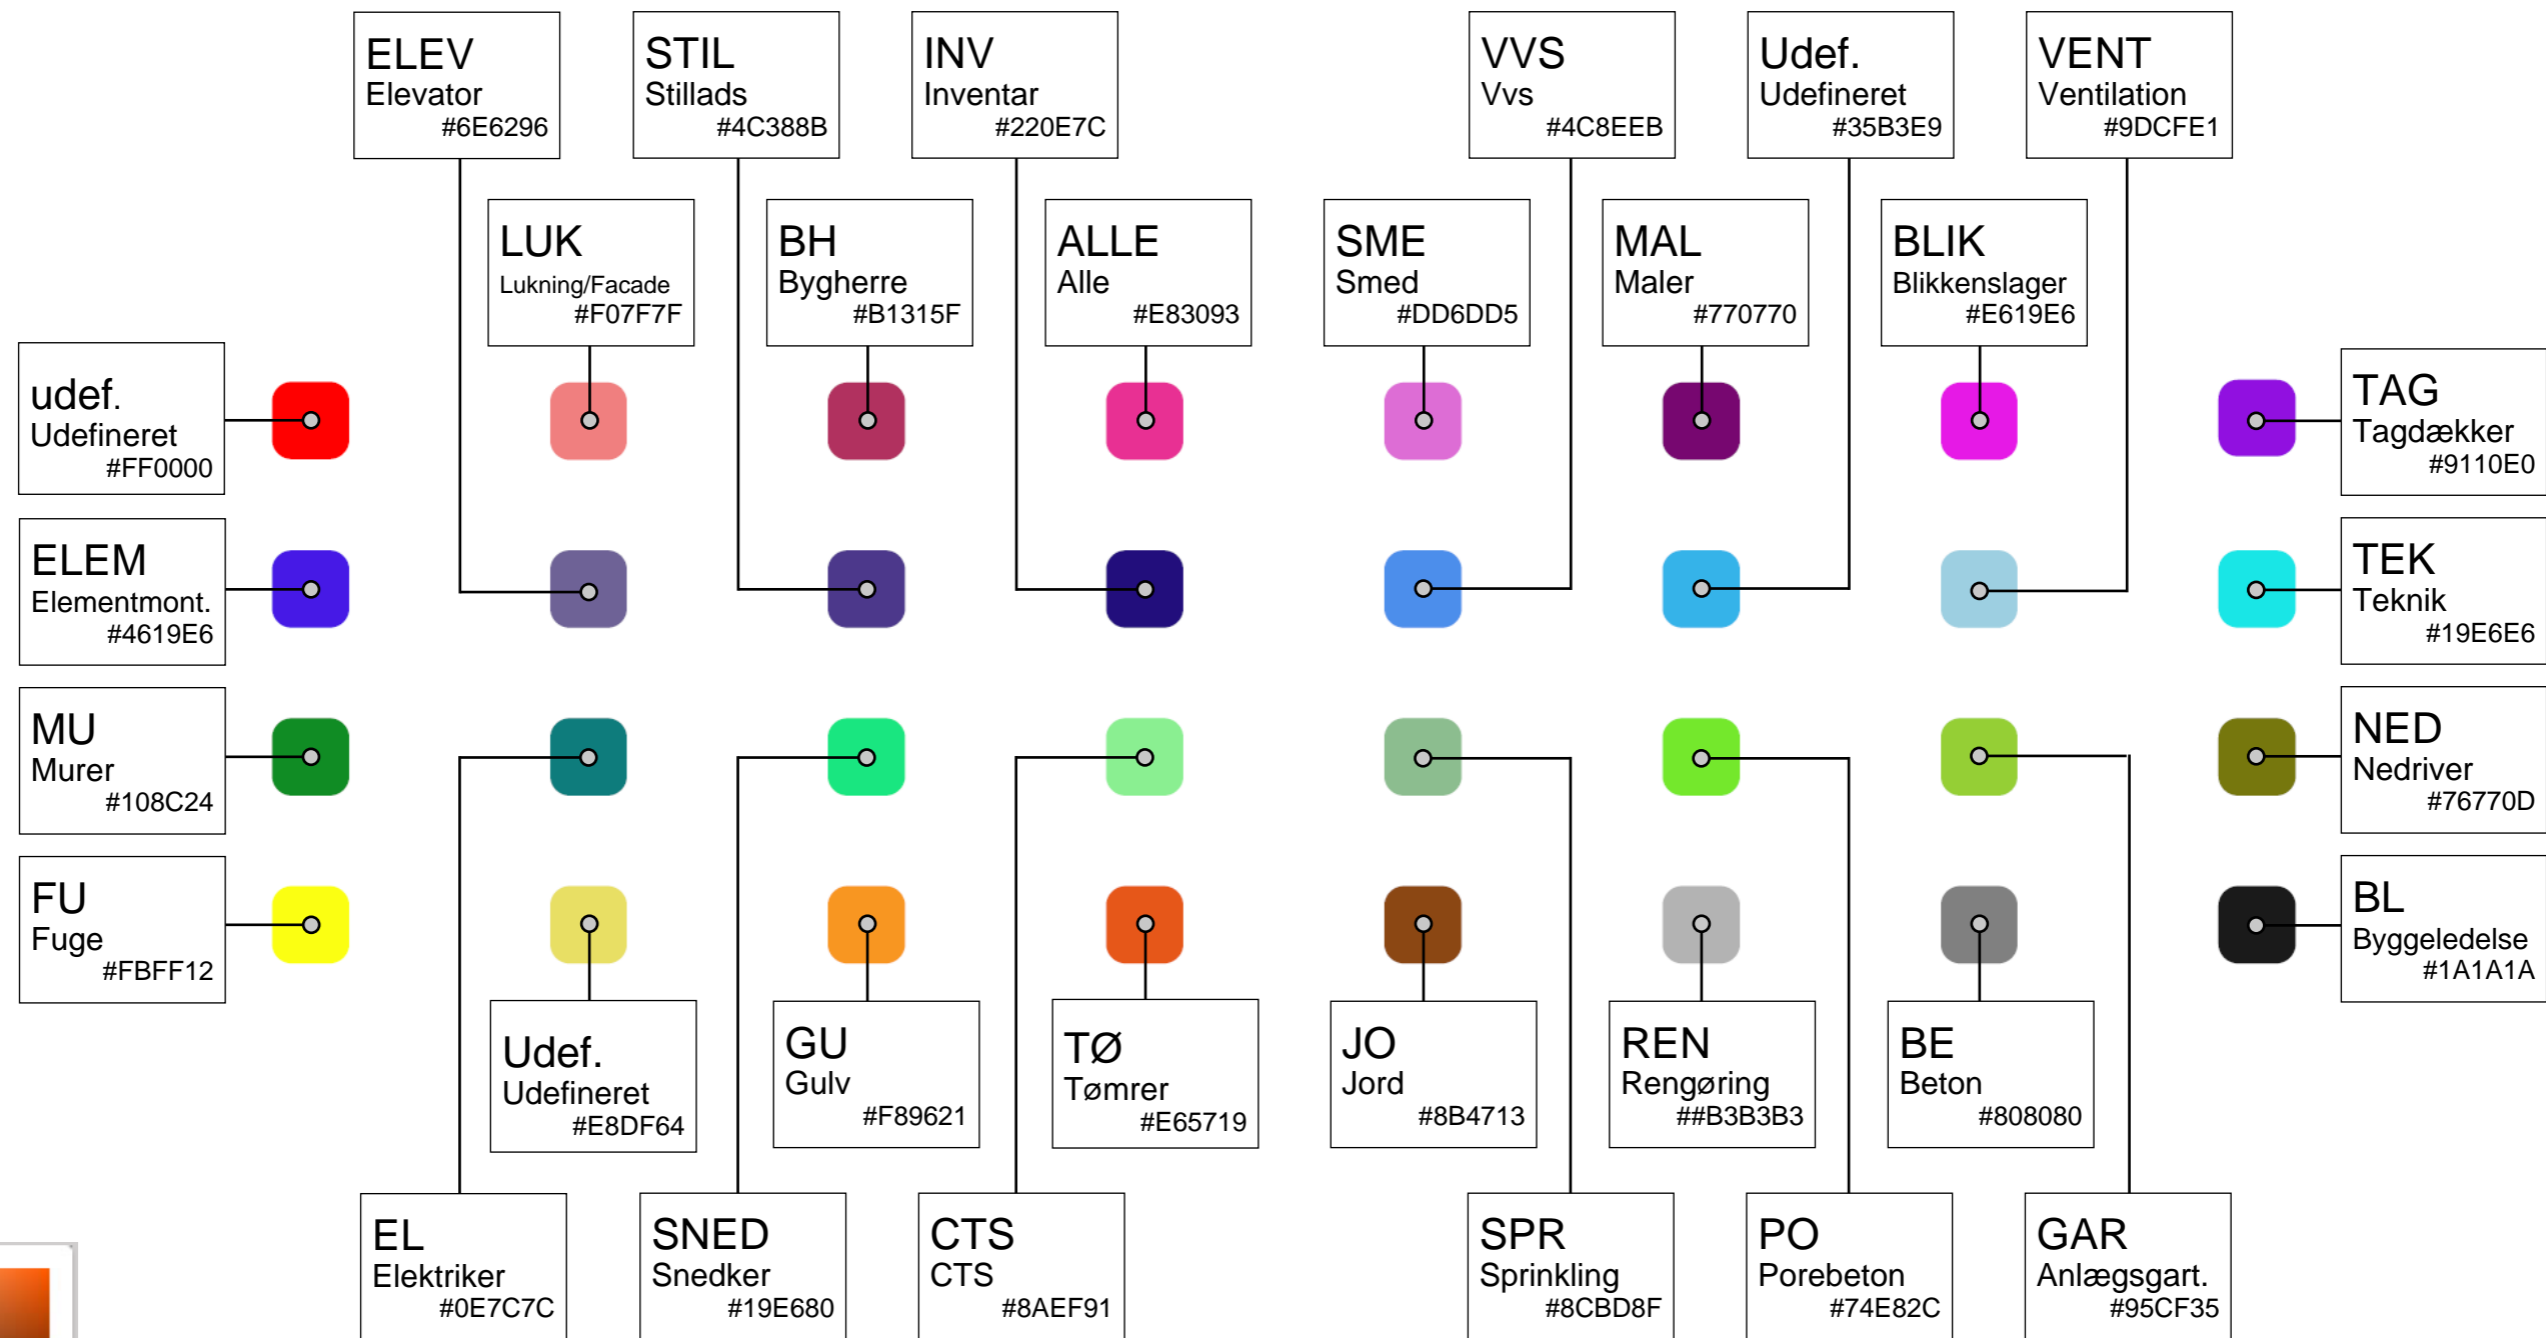 ELEV
Elevator
#6E6296
STIL
Stillads
#4C388B
INV
Inventar
#220E7C
VVS
Vvs
#4C8EEB
Udef.
Udefineret
#35B3E9
VENT
Ventilation
#9DCFE1
LUK
Lukning/Facade
#F07F7F
BH
Bygherre
#B1315F
ALLE
Alle
#E83093
SME
Smed
#DD6DD5
MAL
Maler
#770770
BLIK
Blikkenslager
#E619E6
udef.
Udefineret
#FF0000
TAG
Tagdækker
#9110E0
ELEM
Elementmont.
#4619E6
TEK
Teknik
#19E6E6
MU
Murer
#108C24
NED
Nedriver
#76770D
FU
Fuge
#FBFF12
BL
Byggeledelse
#1A1A1A
Udef.
Udefineret
#E8DF64
GU
Gulv
#F89621
TØ
Tømrer
#E65719
JO
Jord
#8B4713
REN
Rengøring
##B3B3B3
BE
Beton
#808080
EL
Elektriker
#0E7C7C
SNED
Snedker
#19E680
CTS
CTS
#8AEF91
SPR
Sprinkling
#8CBD8F
PO
Porebeton
#74E82C
GAR
Anlægsgart.
#95CF35